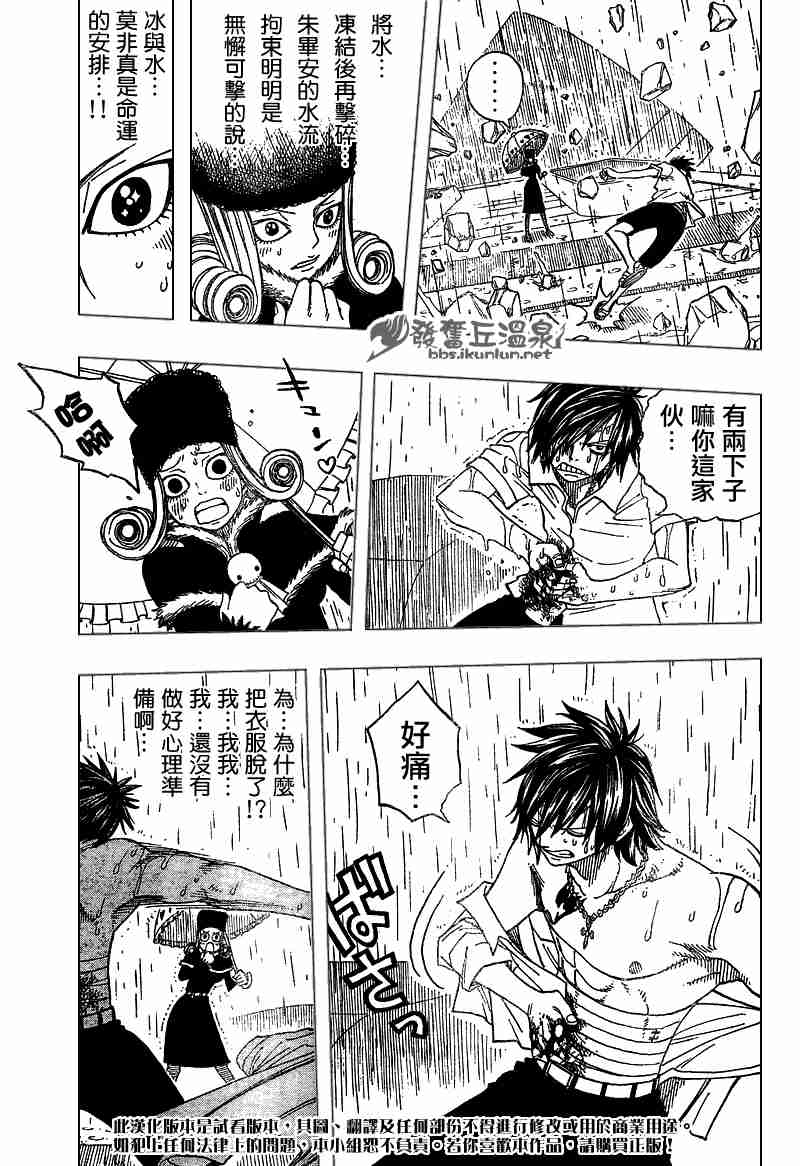 ……
將水…
凍結後再擊碎…
朱畢安的水流
拘束明明是
無懈可擊的說…
冰與水…
莫非真是命運
的安排…!!
發奮丘溫泉
bbs.ikunlun.net
有兩下子
嘛你這家
伙…
キュン
♡
好痛…
為…為什麼
把衣服脫了!?
我…我我…
我…還沒有
做好心理準
備啊…
此漢化版本是試看版本，其圖、翻譯及任何部份不得進行修改或用於商業用途。
如犯上任何法律上的問題，本小組恕不負責。若你喜歡本作品，請購買正版！